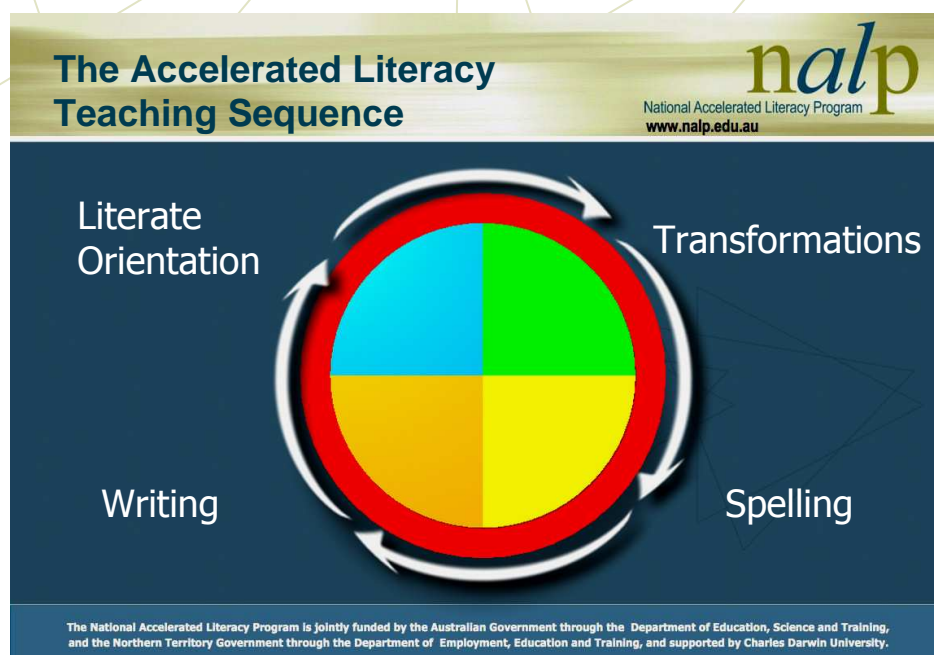 The Accelerated Literacy
Teaching Sequence
nalp
National Accelerated Literacy Program
www.nalp.edu.au
Literate
Orientation
Transformations
Writing
Spelling
The National Accelerated Literacy Program is jointly funded by the Australian Government through the Department of Education, Science and Training,
and the Northern Territory Government through the Department of Employment, Education and Training, and supported by Charles Darwin University.